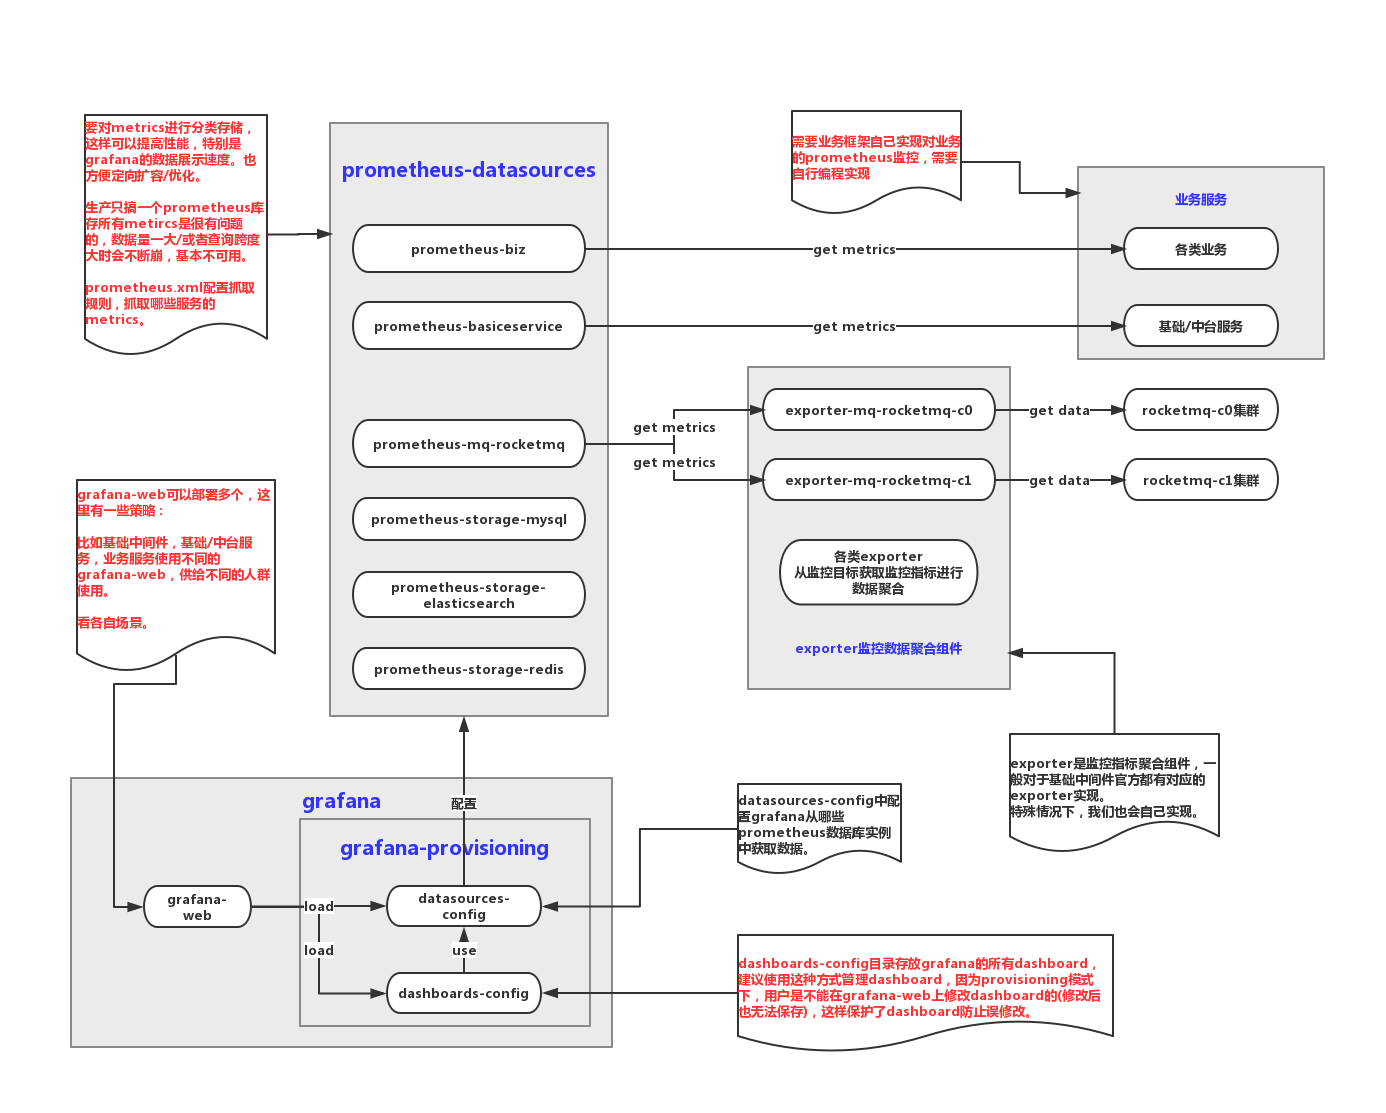 要对metrics进行分类存储，
这样可以提高性能，特别是
grafana的数据展示速度。也
方便定向扩容/优化。
生产只搞一个prometheus库
存所有metircs是很有问题
的，数据量一大/或者查询跨度
大时会不断崩，基本不可用。
prometheus.xml配置抓取
规则，抓取哪些服务的
metrics。
prometheus-datasources
prometheus-biz
prometheus-basiceservice
prometheus-mq-rocketmq
prometheus-storage-mysql
prometheus-storage-
elasticsearch
prometheus-storage-redis
需要业务框架自己实现对业务
的prometheus监控，需要
自行编程实现
业务服务
各类业务
基础/中台服务
get metrics
get metrics
get metrics
get metrics
exporter-mq-rocketmq-c0
exporter-mq-rocketmq-c1
各类exporter
从监控目标获取监控指标进行
数据聚合
exporter监控数据聚合组件
get data
get data
rocketmq-c0集群
rocketmq-c1集群
grafana-web可以部署多个，这
里有一些策略：
比如基础中间件，基础/中台服
务，业务服务使用不同的
grafana-web，供给不同的人群
使用。
看各自场景。
exporter是监控指标聚合组件，一
般对于基础中间件官方都有对应的
exporter实现。
特殊情况下，我们也会自己实现。
grafana
配置
grafana-provisioning
grafana-
web
load
load
datasources-
config
use
dashboards-config
datasources-config中配
置grafana从哪些
prometheus数据库实例
中获取数据。
dashboards-config目录存放grafana的所有dashboard，
建议使用这种方式管理dashboard，因为provisioning模式
下，用户是不能在grafana-web上修改dashboard的(修改后
也无法保存)，这样保护了dashboard防止误修改。